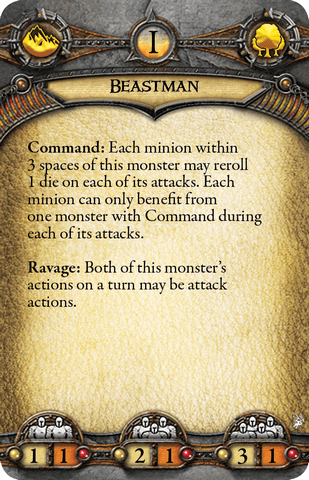 I
BEASTMAN
Command: Each minion within
3 spaces of this monster may reroll
1 die on each of its attacks. Each
minion can only benefit from
one monster with Command during
each of its attacks.
Ravage: Both of this monster's
actions on a turn may be attack
actions.
1 1 2 1 3 1